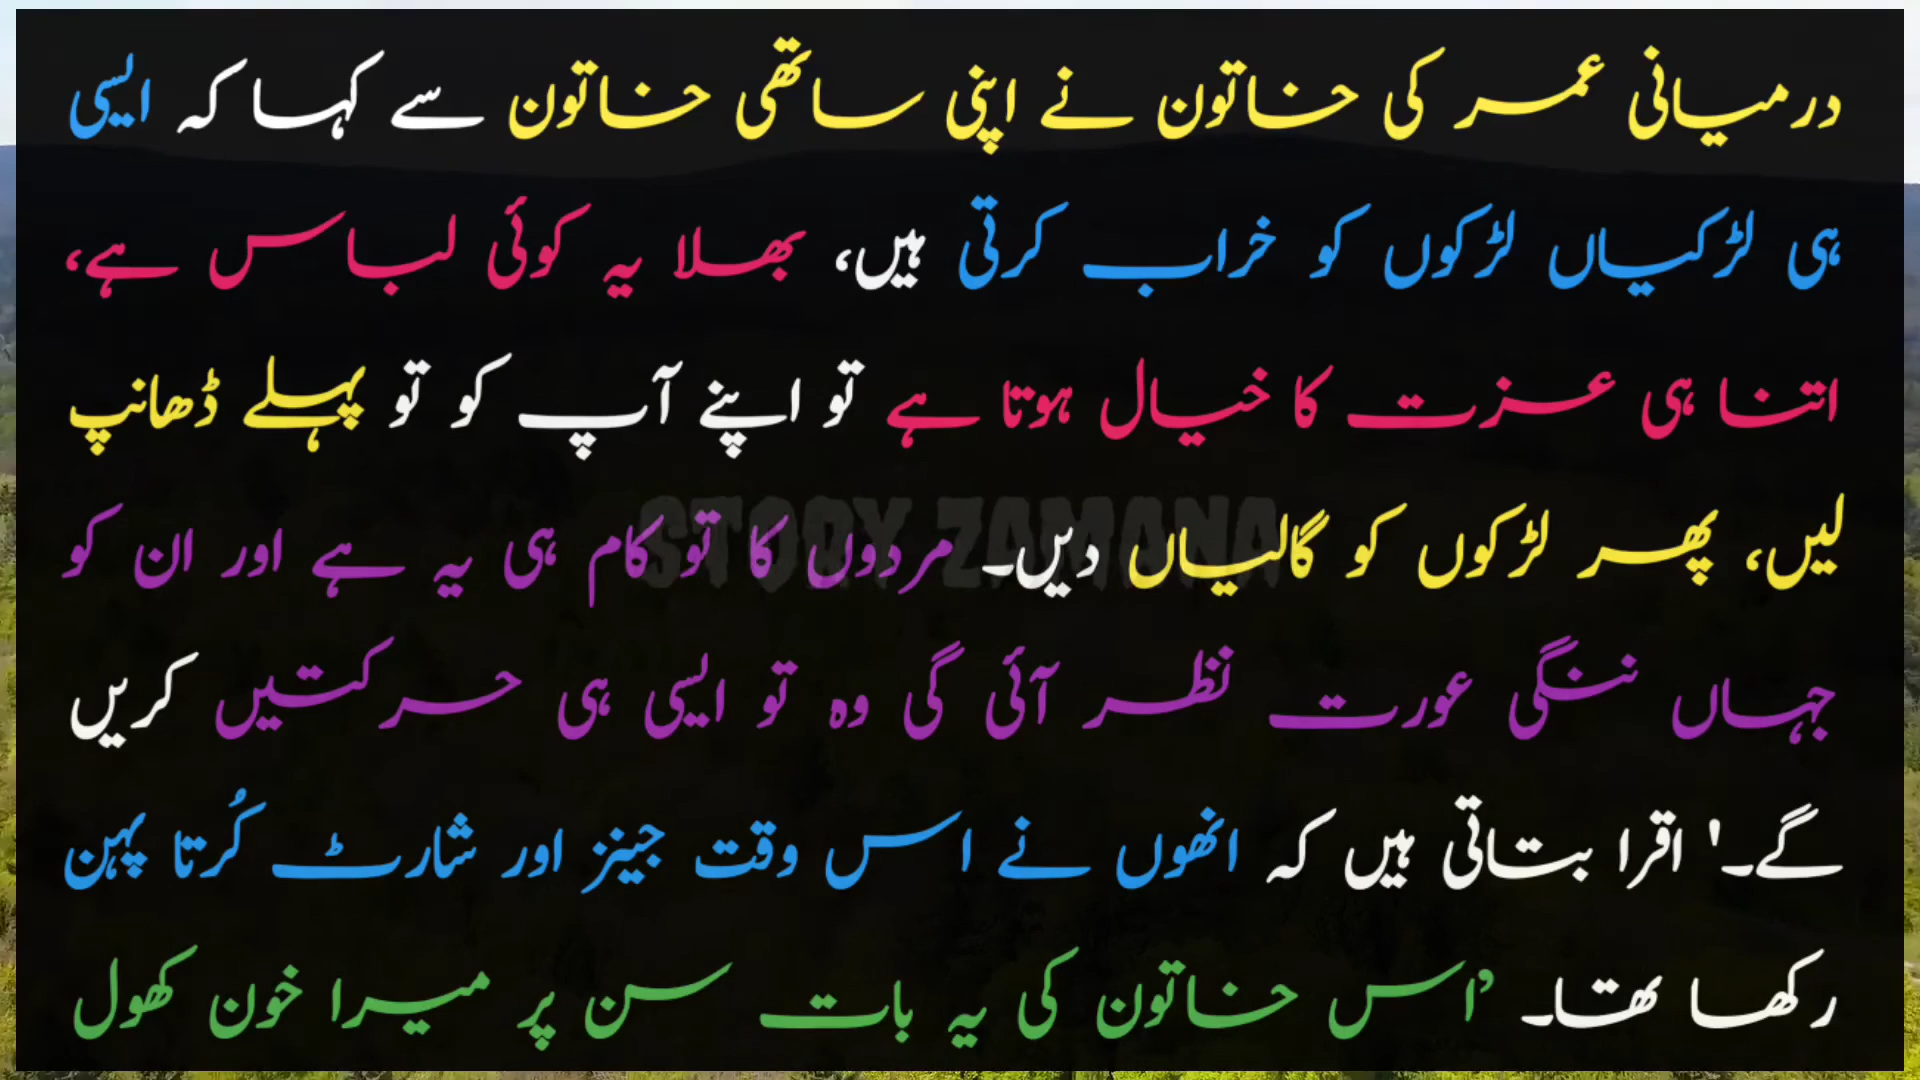 درمیانی عمر کی خاتون نے اپنی ساتھی خاتون سے کہا کہ ایسی
ہی لڑکیاں لڑکوں کو خراب کرتی ہیں، بھلا یہ کوئی لباس ہے،
اتنا ہی عزت کا خیال ہوتا ہے تو اپنے آپ کو تو پہلے ڈھانپ
لیں، پھر لڑکوں کو گالیاں دیں۔ مردوں کا تو کام ہی یہ ہے اور ان کو
STORY ZAMANA
جہاں ننگی عورت نظر آئی گی وہ تو ایسی ہی حرکتیں کریں
گے۔' اقرا بتاتی ہیں کہ انھوں نے اس وقت جینز اور شارٹ کُرتا پہن
رکھا تھا۔ ’اس خاتون کی یہ بات سن پر میرا خون کھول